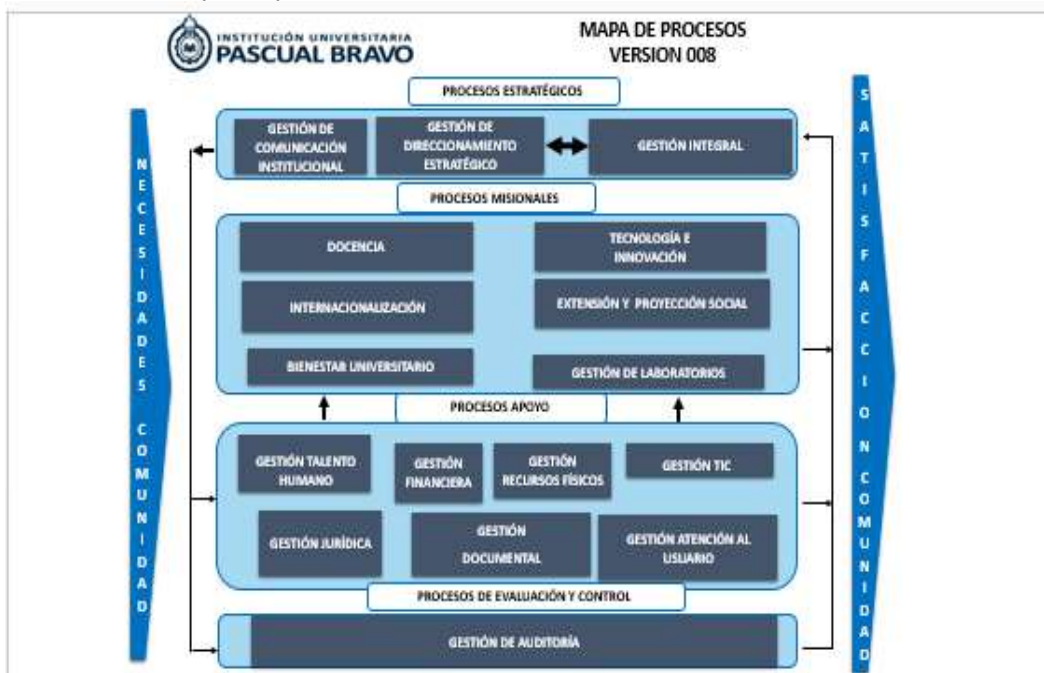 INSTITUCIÓN UNIVERSITARIA
PASCUAL BRAVO
MAPA DE PROCESOS
VERSION 008
PROCESOS ESTRATÉGICOS
GESTIÓN DE
COMUNICACIÓN
INSTITUCIONAL
GESTIÓN DE
DIRECCIONAMIENTO
ESTRATÉGICO
GESTIÓN INTEGRAL
NECESIDADES COMUNIDAD
SATISFACCION COMUNIDAD
PROCESOS MISIONALES
DOCENCIA
TECNOLOGÍA E
INNOVACIÓN
INTERNACIONALIZACIÓN
EXTENSIÓN Y PROYECCIÓN SOCIAL
BIENESTAR UNIVERSITARIO
GESTIÓN DE LABORATORIOS
PROCESOS APOYO
GESTIÓN TALENTO
HUMANO
GESTIÓN
FINANCIERA
GESTIÓN
RECURSOS FÍSICOS
GESTIÓN TIC
GESTIÓN JURÍDICA
GESTIÓN
DOCUMENTAL
GESTIÓN ATENCIÓN AL
USUARIO
PROCESOS DE EVALUACIÓN Y CONTROL
GESTIÓN DE AUDITORÍA